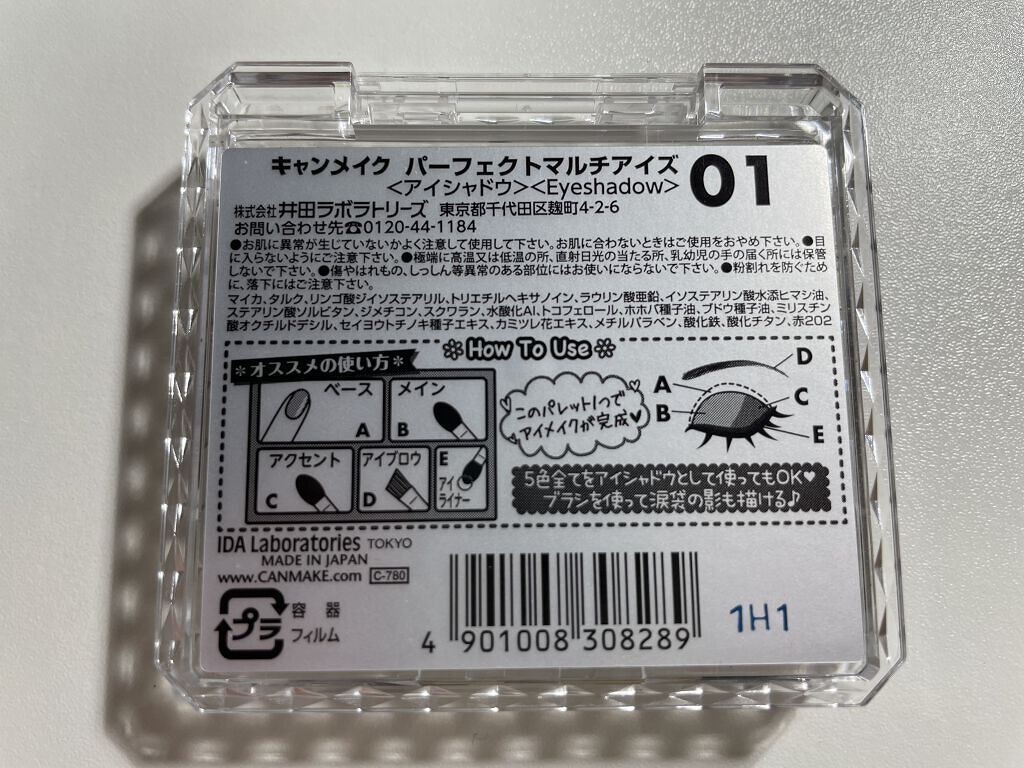 キャンメイク パーフェクトマルチアイズ 01
<アイシャドウ><Eyeshadow>
株式会社 井田ラボラトリーズ 東京都千代田区麹町4-2-6
お問い合わせ先☎0120-44-1184
●お肌に異常が生じていないかよく注意して使用して下さい。お肌に合わないときはご使用をおやめ下さい。●目
に入らないようにご注意下さい。●極端に高温又は低温の所、直射日光の当たる所、乳幼児の手の届く所には保管
しないで下さい。●傷やはれもの、しっしん等異常のある部位にはお使いにならないで下さい。●粉割れを防ぐため
に、落下にはご注意下さい。
マイカ、タルク、リンゴ酸ジイソステアリル、トリエチルヘキサノイン、ラウリン酸亜鉛、イソステアリン酸水添ヒマシ油、
ステアリン酸ソルビタン、ジメチコン、スクワラン、水酸化Al、トコフェロール、ホホバ種子油、ブドウ種子油、ミリスチン
酸オクチルドデシル、セイヨウトチノキ種子エキス、カミツレ花エキス、メチルパラベン、酸化鉄、酸化チタン、赤202
How To Use
オススメの使い方
ベース
A
メイン
B
アクセント
C
アイブロウ
D
E
アイ
ライナー
このパレット1つで
アイメイクが完成
A
B
D
C
E
5色全てをアイシャドウとして使ってもOK♥
ブラシを使って涙袋の影も描ける♪
IDA Laboratories TOKYO
MADE IN JAPAN
www.CANMAKE.com C-780
プラ
容器
フィルム
4 901008 308289
1H1